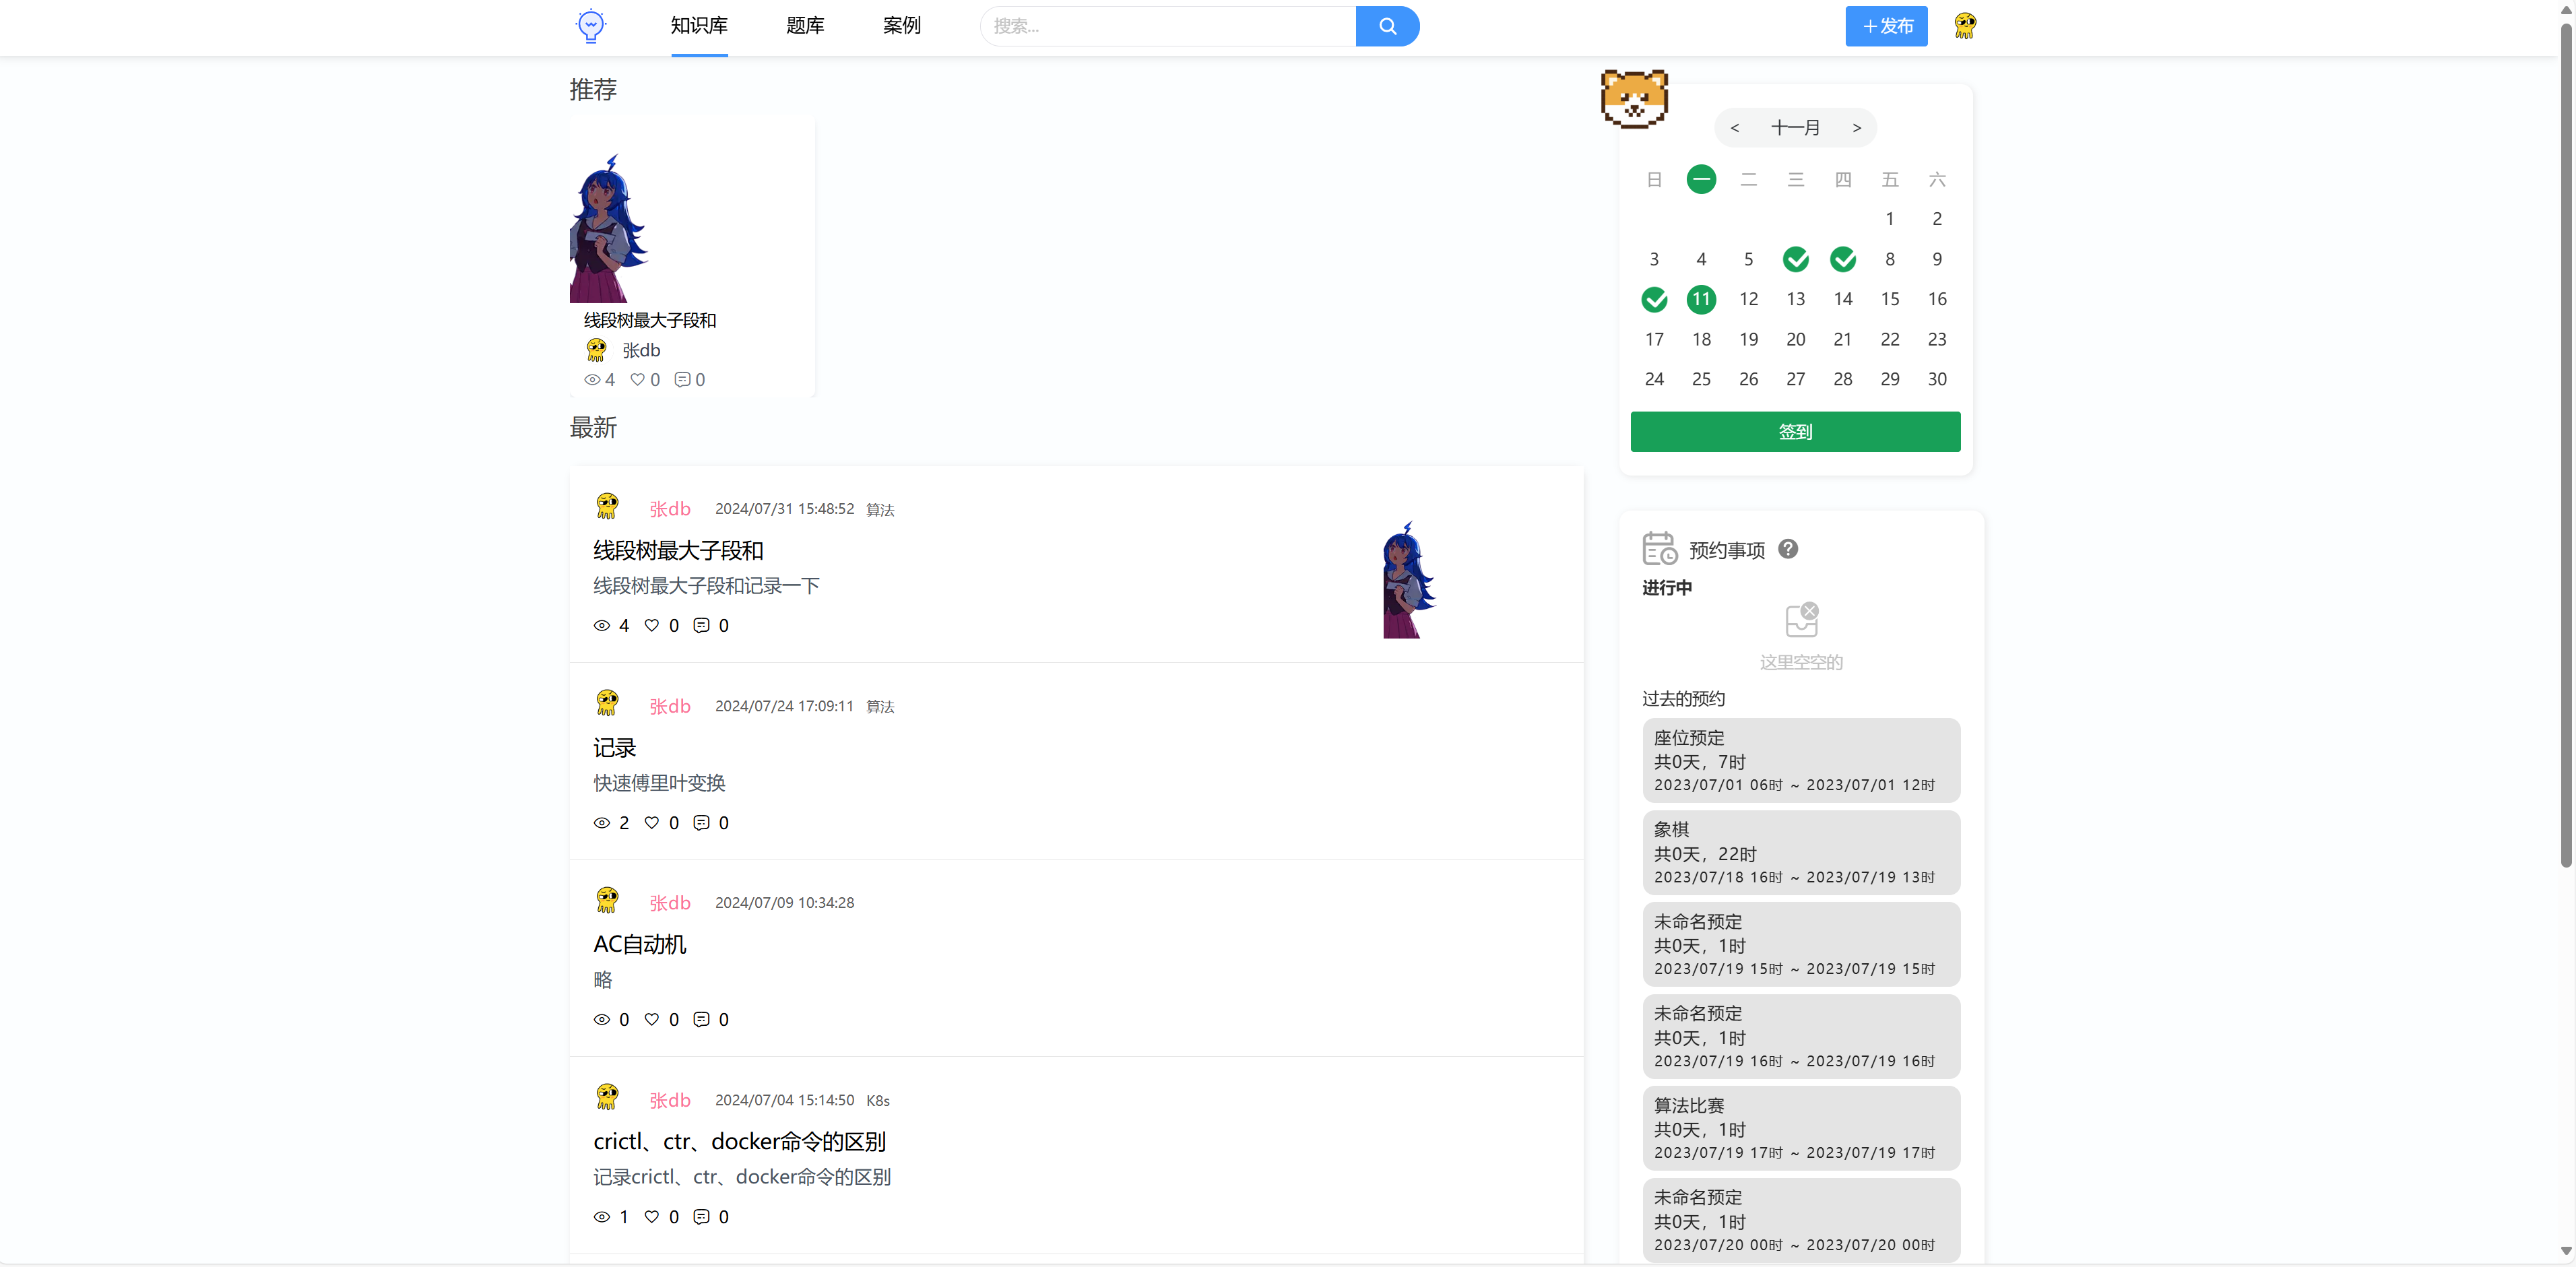 知识库 题库 案例 搜索... +发布
推荐
线段树最大子段和
张db
4 0 0
最新
张db 2024/07/31 15:48:52 算法
线段树最大子段和
线段树最大子段和记录一下
4 0 0
张db 2024/07/24 17:09:11 算法
记录
快速傅里叶变换
2 0 0
张db 2024/07/09 10:34:28
AC自动机
略
0 0 0
张db 2024/07/04 15:14:50 K8s
crictl、ctr、docker命令的区别
记录crictl、ctr、docker命令的区别
1 0 0
< 十一月 >
日 一 二 三 四 五 六
1 2
3 4 5 8 9
11 12 13 14 15 16
17 18 19 20 21 22 23
24 25 26 27 28 29 30
签到
预约事项 ?
进行中
这里空空的
过去的预约
座位预定
共0天，7时
2023/07/01 06时 ~ 2023/07/01 12时
象棋
共0天，22时
2023/07/18 16时 ~ 2023/07/19 13时
未命名预定
共0天，1时
2023/07/19 15时 ~ 2023/07/19 15时
未命名预定
共0天，1时
2023/07/19 16时 ~ 2023/07/19 16时
算法比赛
共0天，1时
2023/07/19 17时 ~ 2023/07/19 17时
未命名预定
共0天，1时
2023/07/20 00时 ~ 2023/07/20 00时